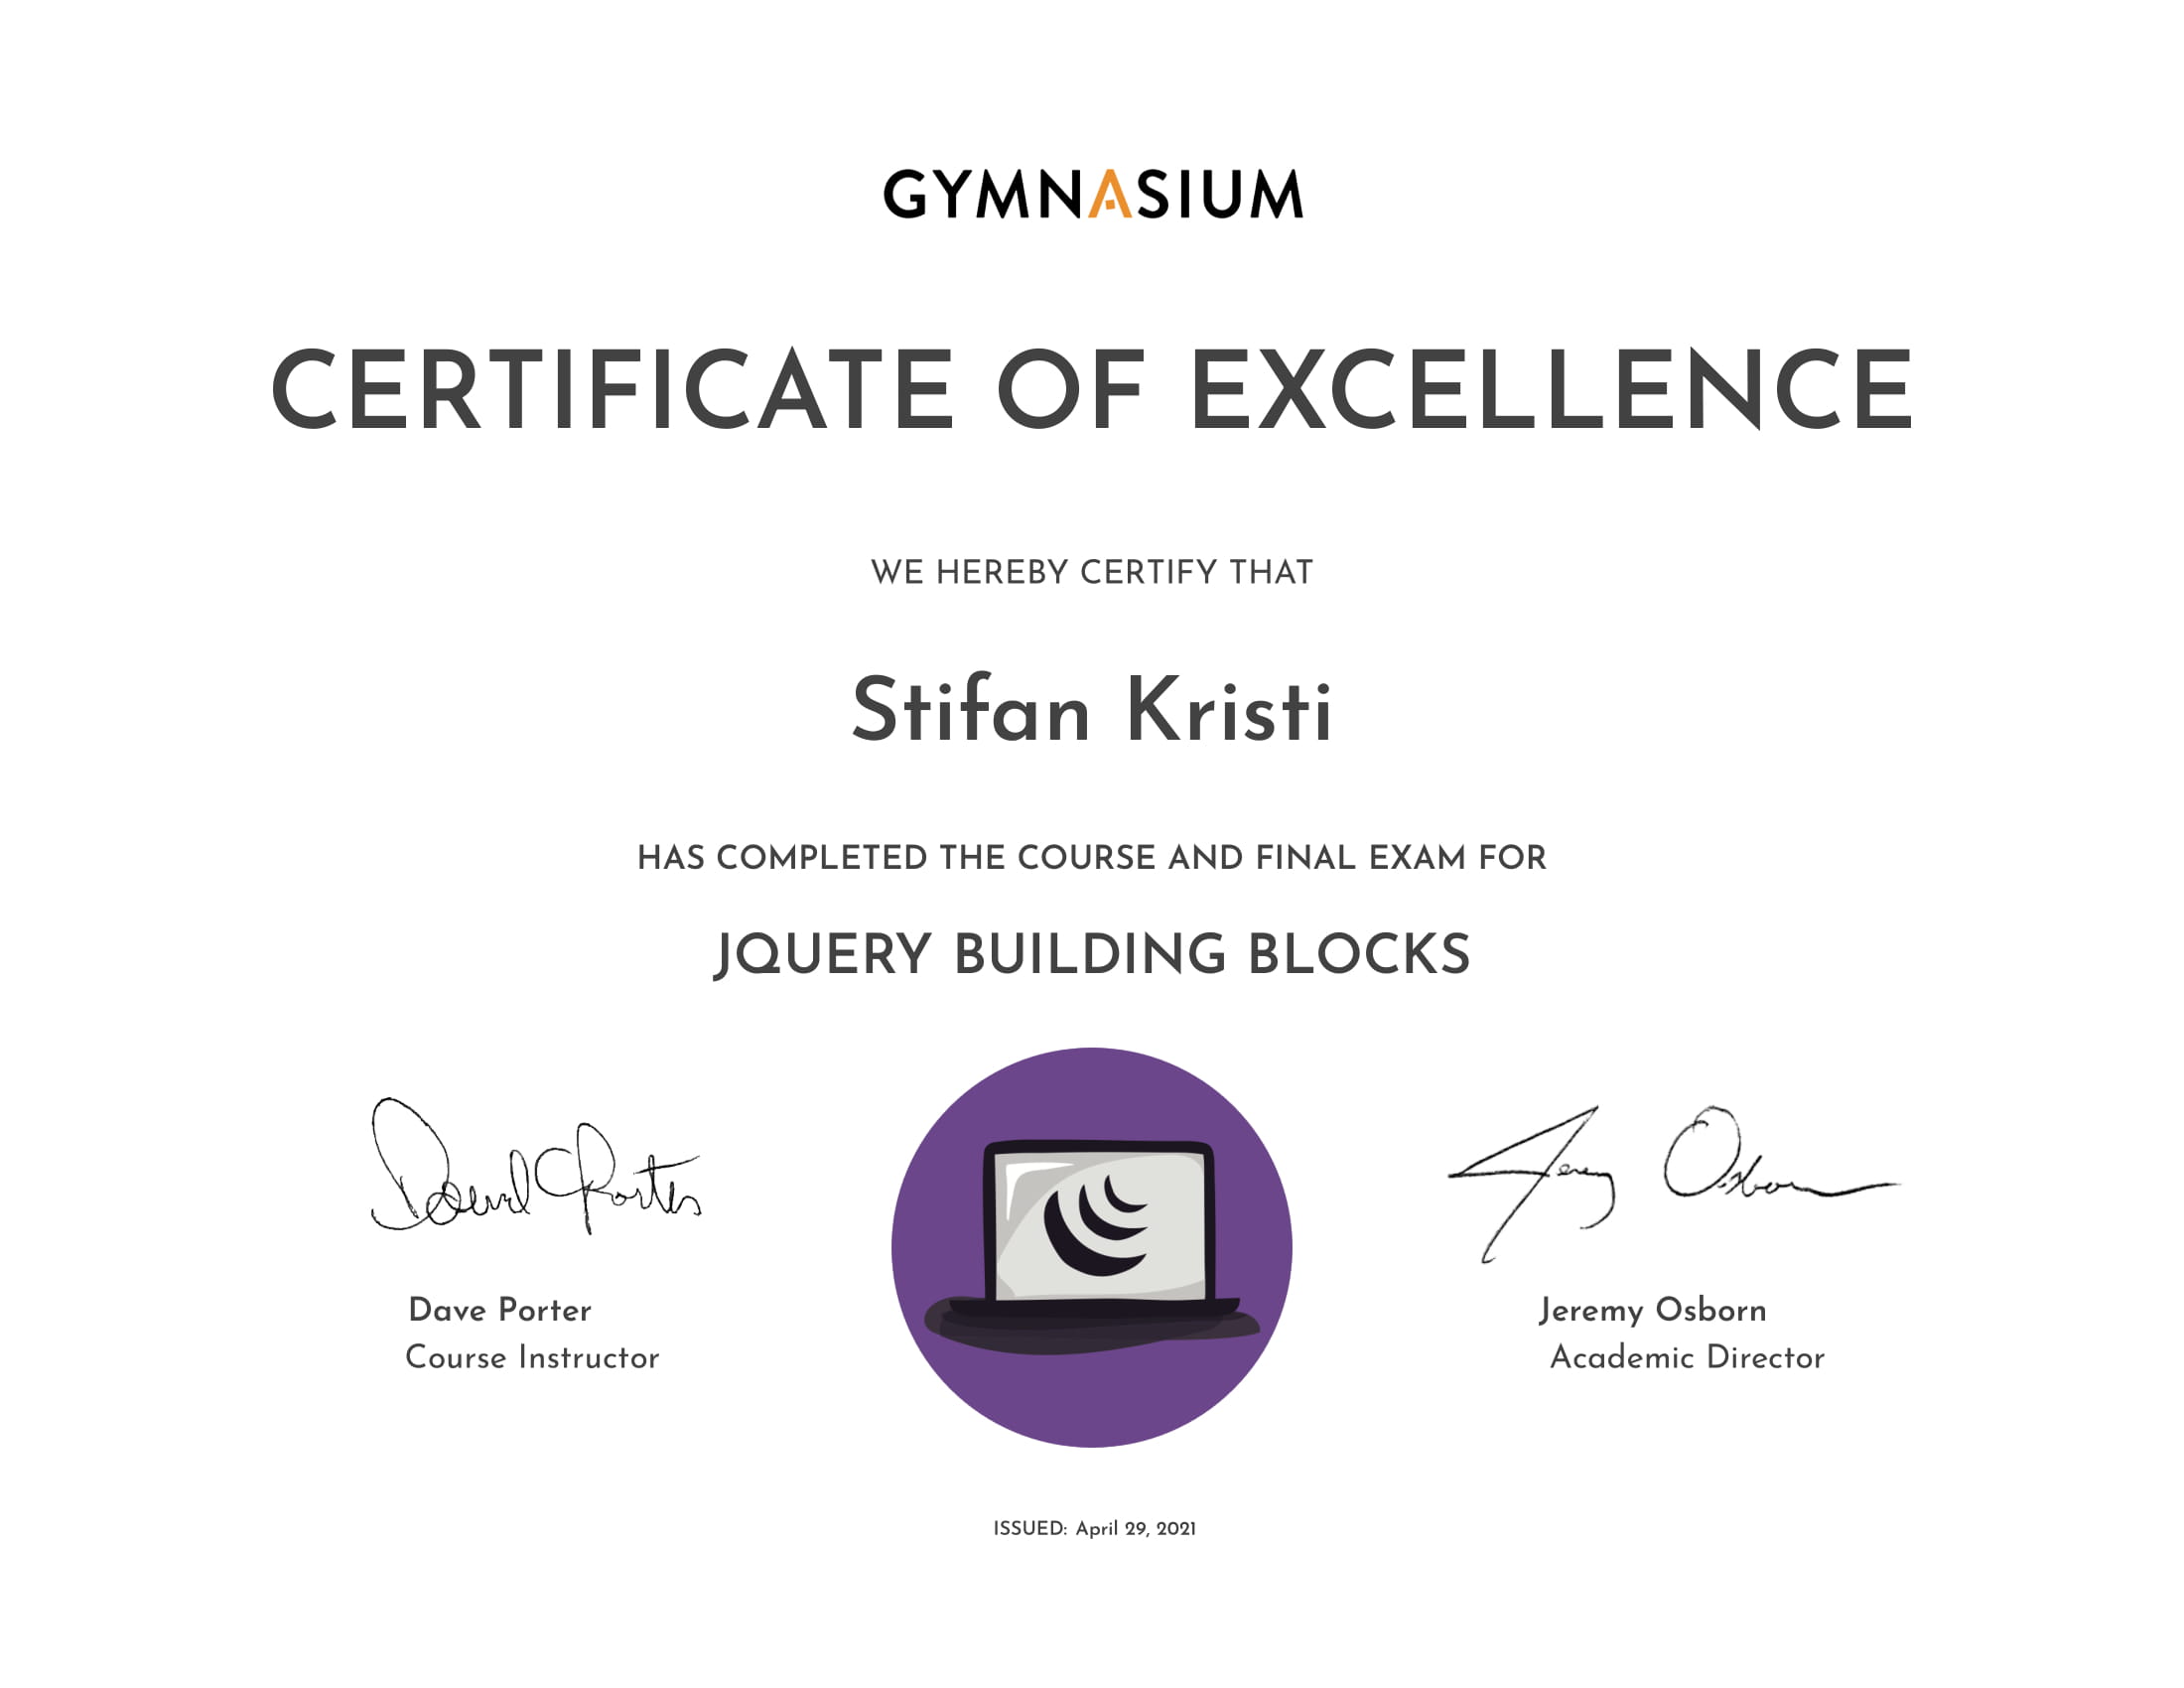 GYMNASIUM
CERTIFICATE OF EXCELLENCE
WE HEREBY CERTIFY THAT
Stifan Kristi
HAS COMPLETED THE COURSE AND FINAL EXAM FOR
JQUERY BUILDING BLOCKS
David Porter
Jeremy Osborn
Dave Porter
Course Instructor
Jeremy Osborn
Academic Director
ISSUED: April 29, 2021